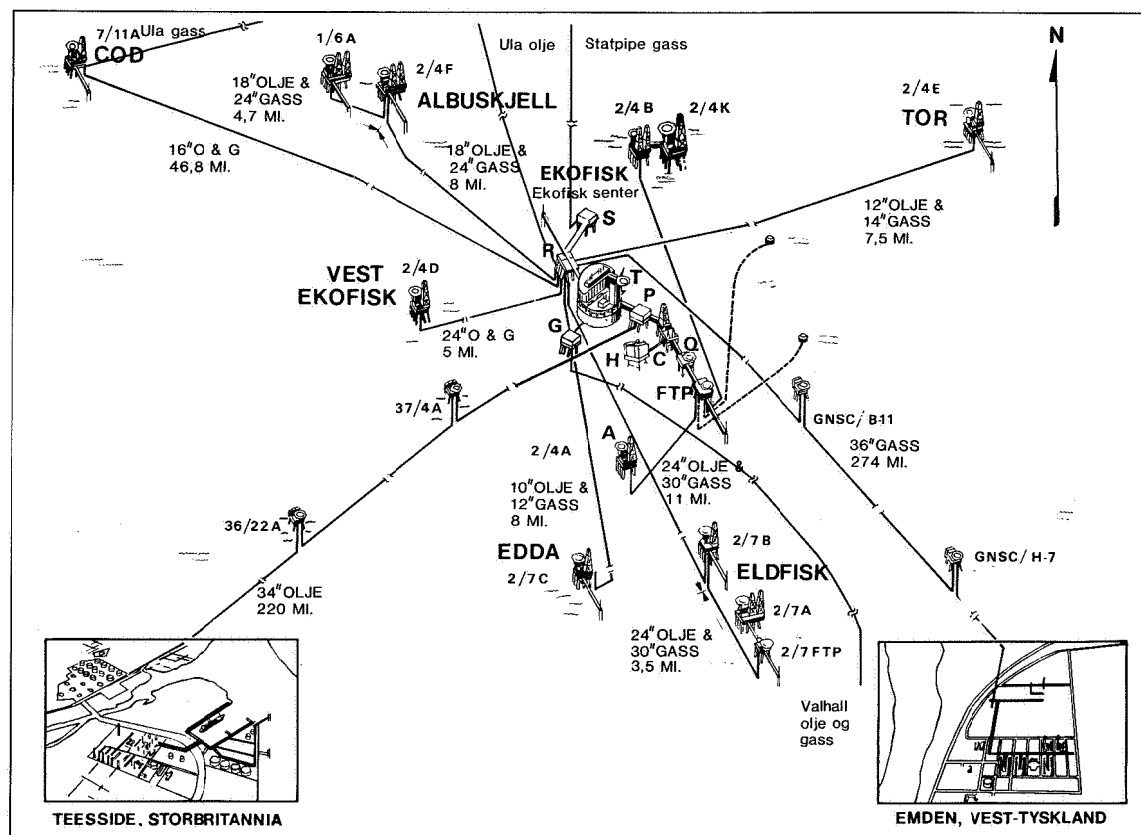 7/11A
COD
Ula gass
1/6A
18"OLJE &
24"GASS
4,7 MI.
2/4F
ALBUSKJELL
Ula olje
Statpipe gass
2/4B
2/4K
2/4E
TOR
N
16"O & G
46,8 MI.
18"OLJE &
24"GASS
8 MI.
EKOFISK
Ekofisk senter
S
R
T
P
G
H
C
Q
FTP
12"OLJE &
14"GASS
7,5 MI.
VEST
EKOFISK
2/4D
24"O & G
5 MI.
37/4A
GNSC/B-11
36"GASS
274 MI.
A
2/4A
10"OLJE &
12"GASS
8 MI.
24"OLJE &
30"GASS
11 MI.
36/22A
34"OLJE
220 MI.
EDDA
2/7C
2/7B
ELDFISK
2/7A
2/7FTP
24"OLJE &
30"GASS
3,5 MI.
GNSC/H-7
Valhall
olje og
gass
TEESSIDE, STORBRITANNIA
EMDEN, VEST-TYSKLAND